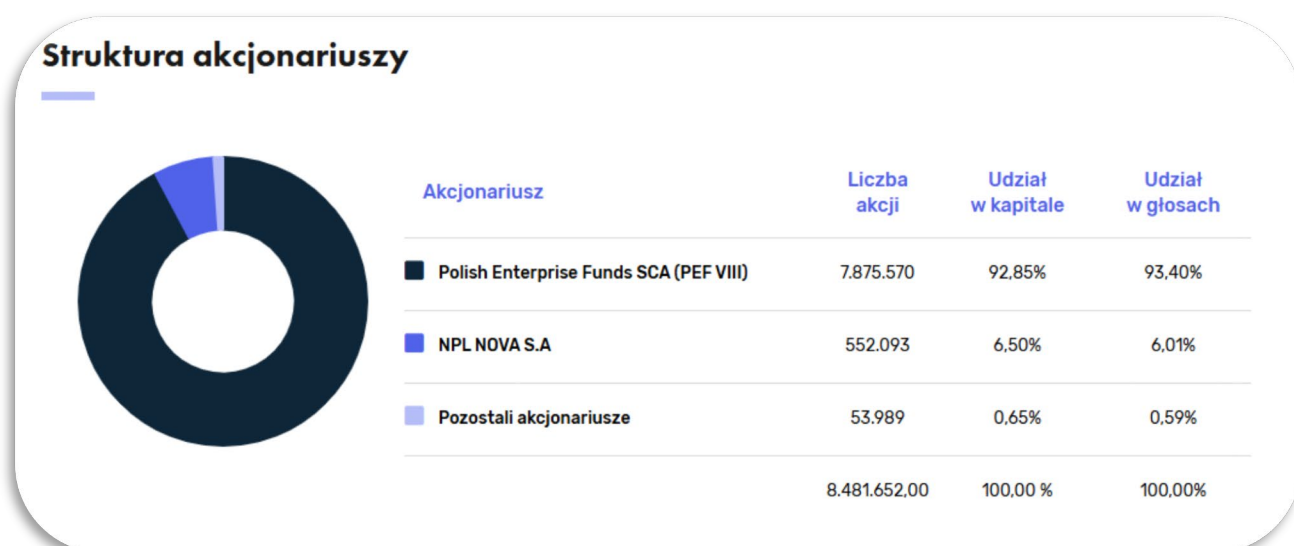 Struktura akcjonariuszy
Akcjonariusz Liczba akcji Udział w kapitale Udział w głosach
Polish Enterprise Funds SCA (PEF VIII) 7.875.570 92,85% 93,40%
NPL NOVA S.A 552.093 6,50% 6,01%
Pozostali akcjonariusze 53.989 0,65% 0,59%
8.481.652,00 100,00 % 100,00%